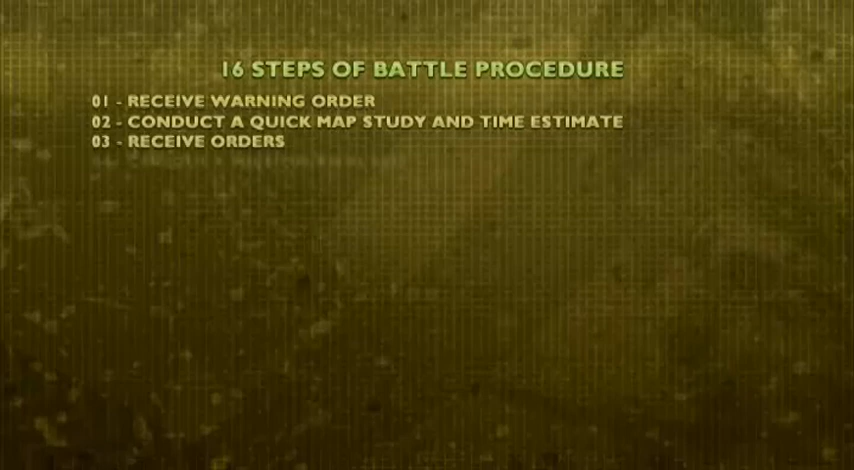 16 STEPS OF BATTLE PROCEDURE
01 - RECEIVE WARNING ORDER
02 - CONDUCT A QUICK MAP STUDY AND TIME ESTIMATE
03 - RECEIVE ORDERS